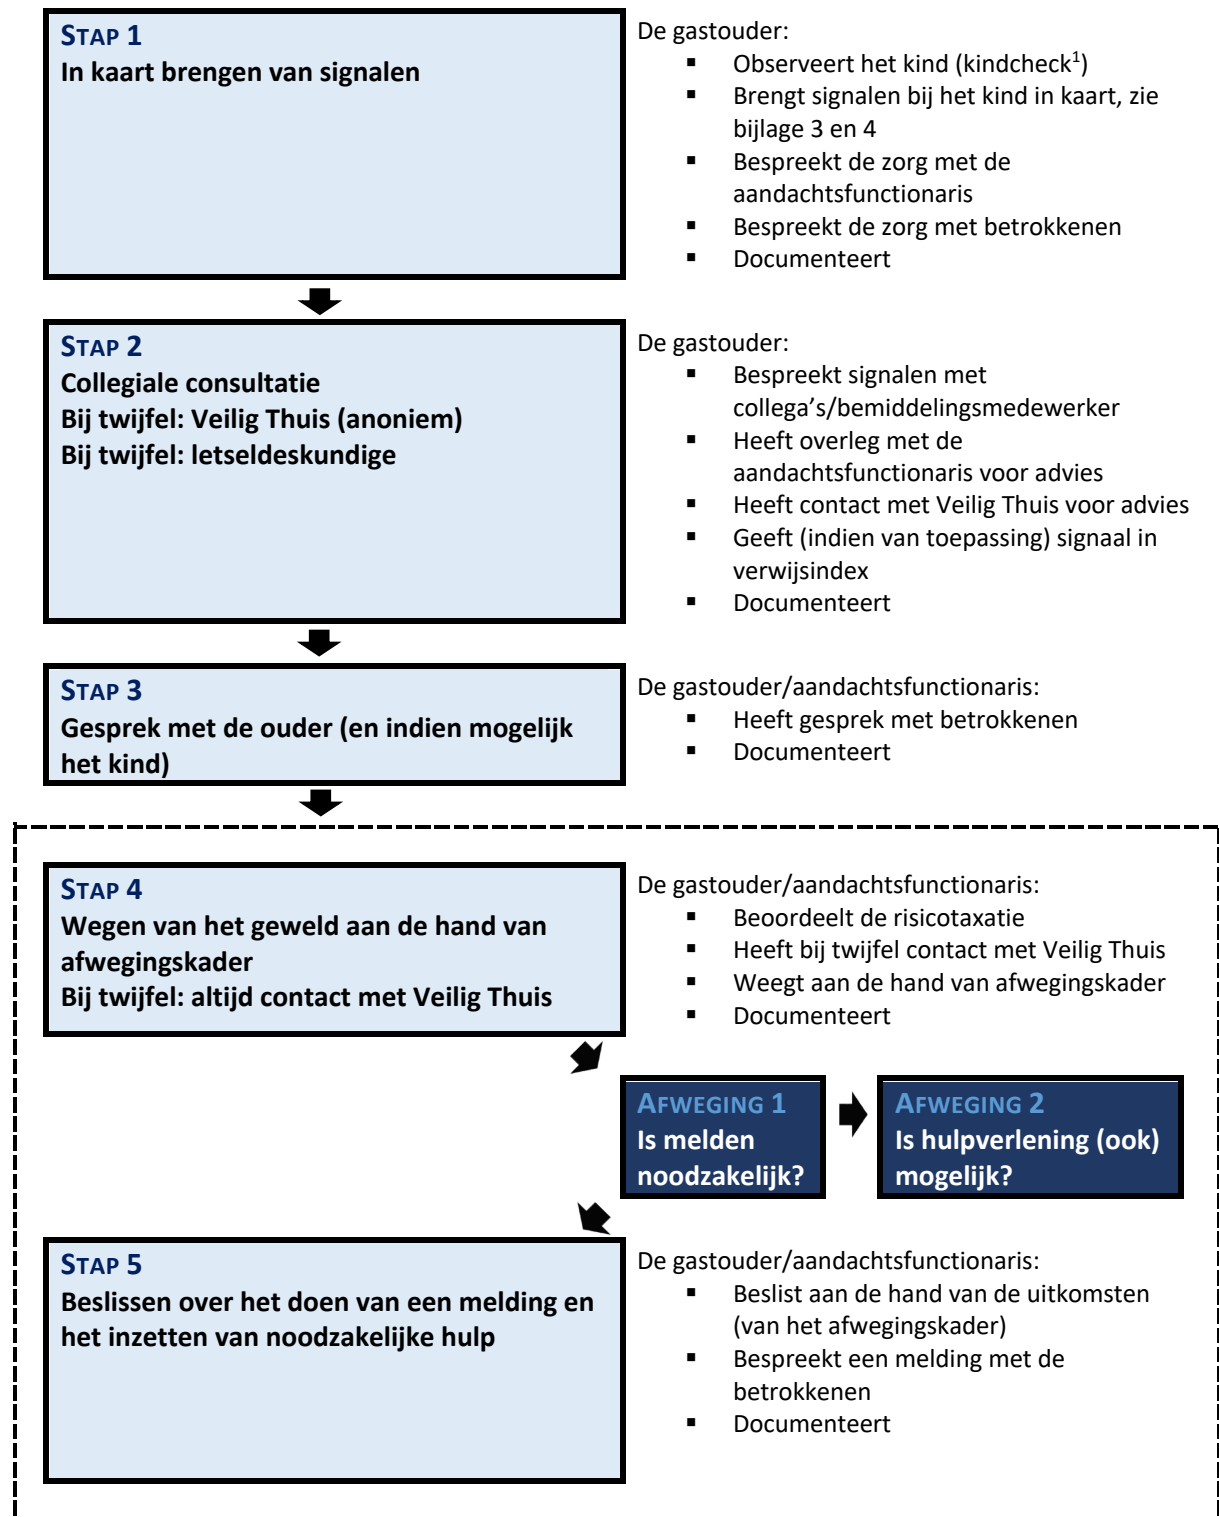 STAP 1
In kaart brengen van signalen
De gastouder:
▪ Observeert het kind (kindcheck¹)
▪ Brengt signalen bij het kind in kaart, zie
bijlage 3 en 4
▪ Bespreekt de zorg met de
aandachtsfunctionaris
▪ Bespreekt de zorg met betrokkenen
▪ Documenteert
STAP 2
Collegiale consultatie
Bij twijfel: Veilig Thuis (anoniem)
Bij twijfel: letseldeskundige
De gastouder:
▪ Bespreekt signalen met
collega’s/bemiddelingsmedewerker
▪ Heeft overleg met de
aandachtsfunctionaris voor advies
▪ Heeft contact met Veilig Thuis voor advies
▪ Geeft (indien van toepassing) signaal in
verwijsindex
▪ Documenteert
STAP 3
Gesprek met de ouder (en indien mogelijk
het kind)
De gastouder/aandachtsfunctionaris:
▪ Heeft gesprek met betrokkenen
▪ Documenteert
STAP 4
Wegen van het geweld aan de hand van
afwegingskader
Bij twijfel: altijd contact met Veilig Thuis
De gastouder/aandachtsfunctionaris:
▪ Beoordeelt de risicotaxatie
▪ Heeft bij twijfel contact met Veilig Thuis
▪ Weegt aan de hand van afwegingskader
▪ Documenteert
AFWEGING 1
Is melden
noodzakelijk?
AFWEGING 2
Is hulpverlening (ook)
mogelijk?
STAP 5
Beslissen over het doen van een melding en
het inzetten van noodzakelijke hulp
De gastouder/aandachtsfunctionaris:
▪ Beslist aan de hand van de uitkomsten
(van het afwegingskader)
▪ Bespreekt een melding met de
betrokkenen
▪ Documenteert